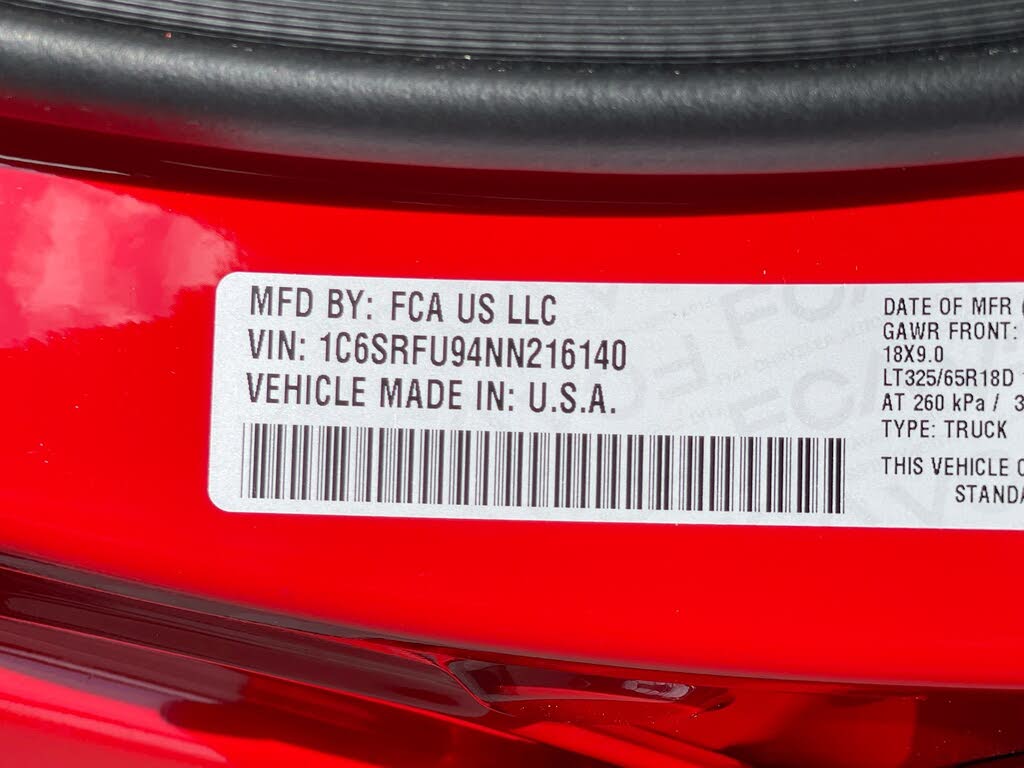 MFD BY: FCA US LLC
VIN: 1C6SRFU94NN216140
VEHICLE MADE IN: U.S.A.
DATE OF MFR
GAWR FRONT:
18X9.0
LT325/65R18D
AT 260 kPa / 3
TYPE: TRUCK
THIS VEHICLE
STANDA